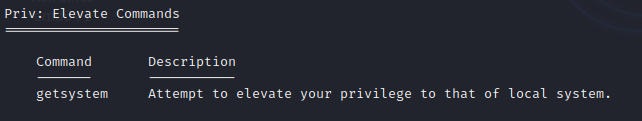 Priv: Elevate Commands
======================
Command Description
------- -----------
getsystem Attempt to elevate your privilege to that of local system.